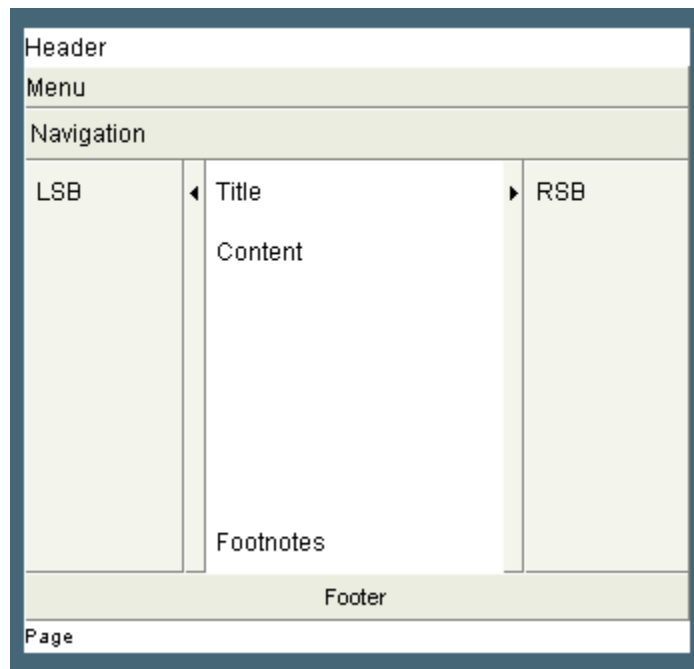 Header
Menu
Navigation
LSB
Title
RSB
Content
Footnotes
Footer
Page